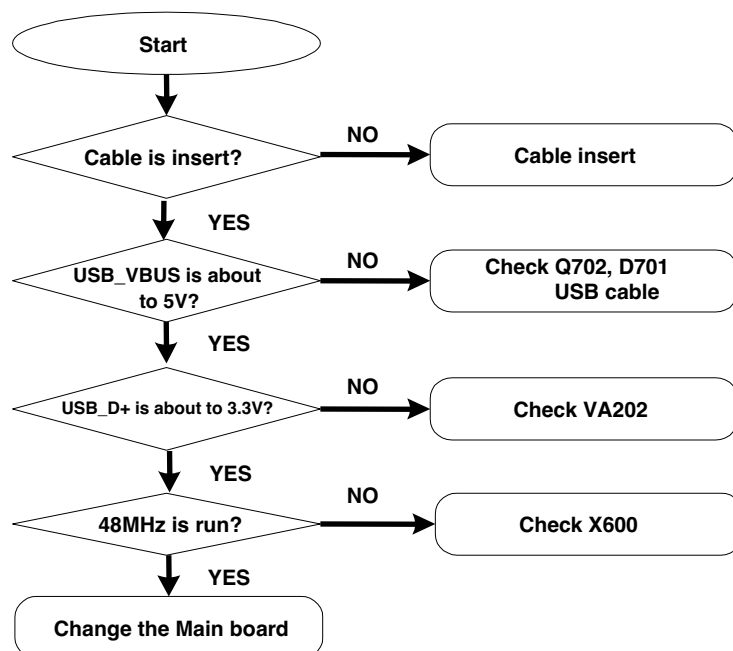 Start
Cable is insert?
NO
Cable insert
YES
USB_VBUS is about
to 5V?
NO
Check Q702, D701
USB cable
YES
USB_D+ is about to 3.3V?
NO
Check VA202
YES
48MHz is run?
NO
Check X600
YES
Change the Main board